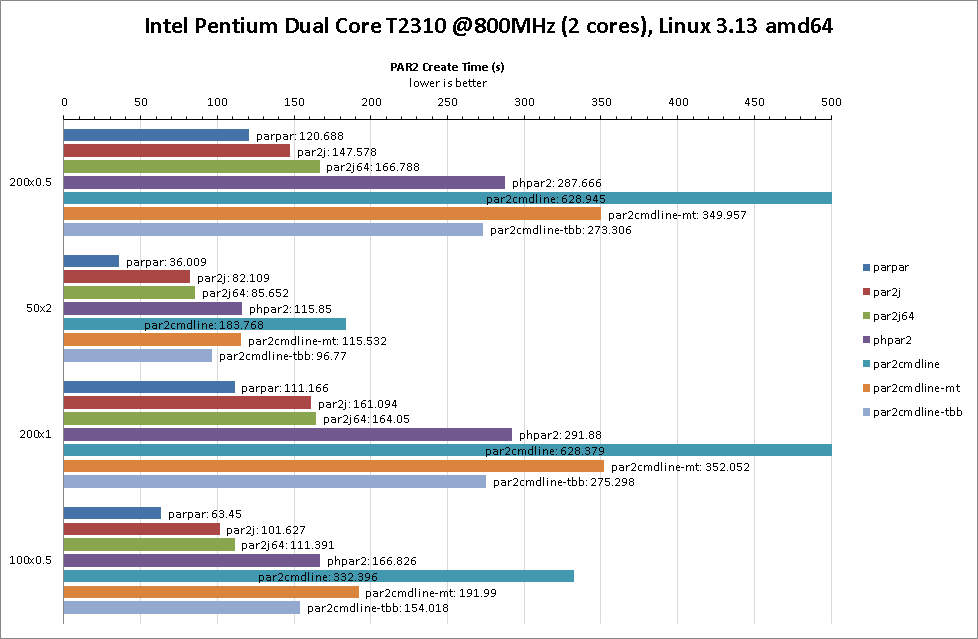 Intel Pentium Dual Core T2310 @800MHz (2 cores), Linux 3.13 amd64
PAR2 Create Time (s)
lower is better
0 50 100 150 200 250 300 350 400 450 500
200x0.5
parpar: 120.688
par2j: 147.578
par2j64: 166.788
phpar2: 287.666
par2cmdline: 628.945
par2cmdline-mt: 349.957
par2cmdline-tbb: 273.306
50x2
parpar: 36.009
par2j: 82.109
par2j64: 85.652
phpar2: 115.85
par2cmdline: 183.768
par2cmdline-mt: 115.532
par2cmdline-tbb: 96.77
200x1
parpar: 111.166
par2j: 161.094
par2j64: 164.05
phpar2: 291.88
par2cmdline: 628.379
par2cmdline-mt: 352.052
par2cmdline-tbb: 275.298
100x0.5
parpar: 63.45
par2j: 101.627
par2j64: 111.391
phpar2: 166.826
par2cmdline: 332.396
par2cmdline-mt: 191.99
par2cmdline-tbb: 154.018
parpar
par2j
par2j64
phpar2
par2cmdline
par2cmdline-mt
par2cmdline-tbb